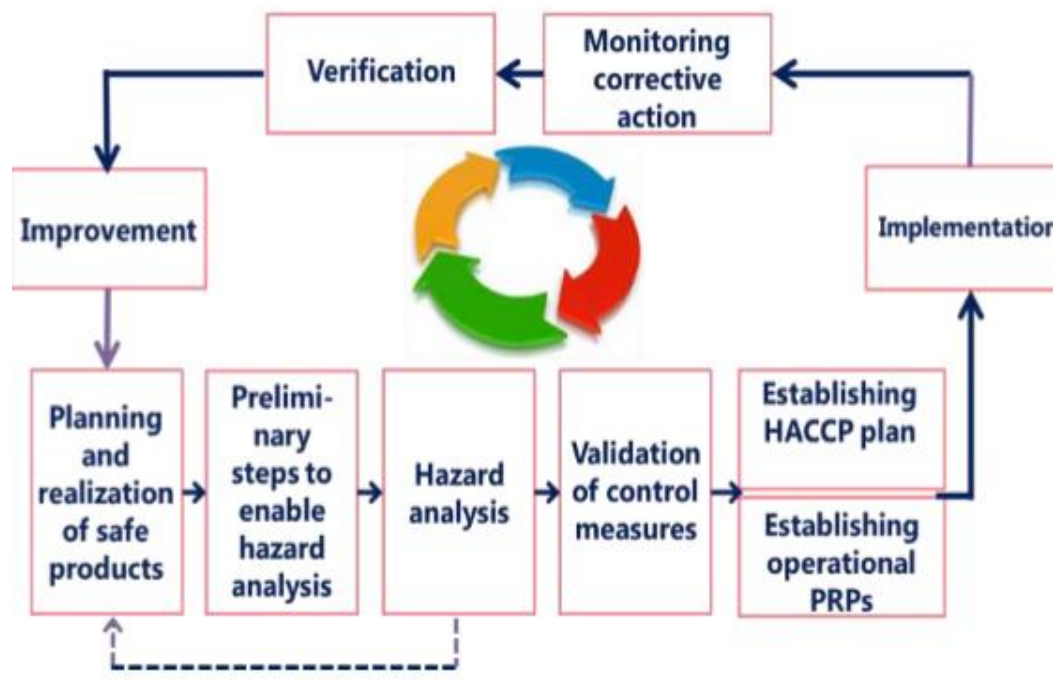 Verification
Monitoring
corrective
action
Improvement
Implementation
Planning
and
realization
of safe
products
Prelimi-
nary
steps to
enable
hazard
analysis
Hazard
analysis
Validation
of control
measures
Establishing
HACCP plan
Establishing
operational
PRPs